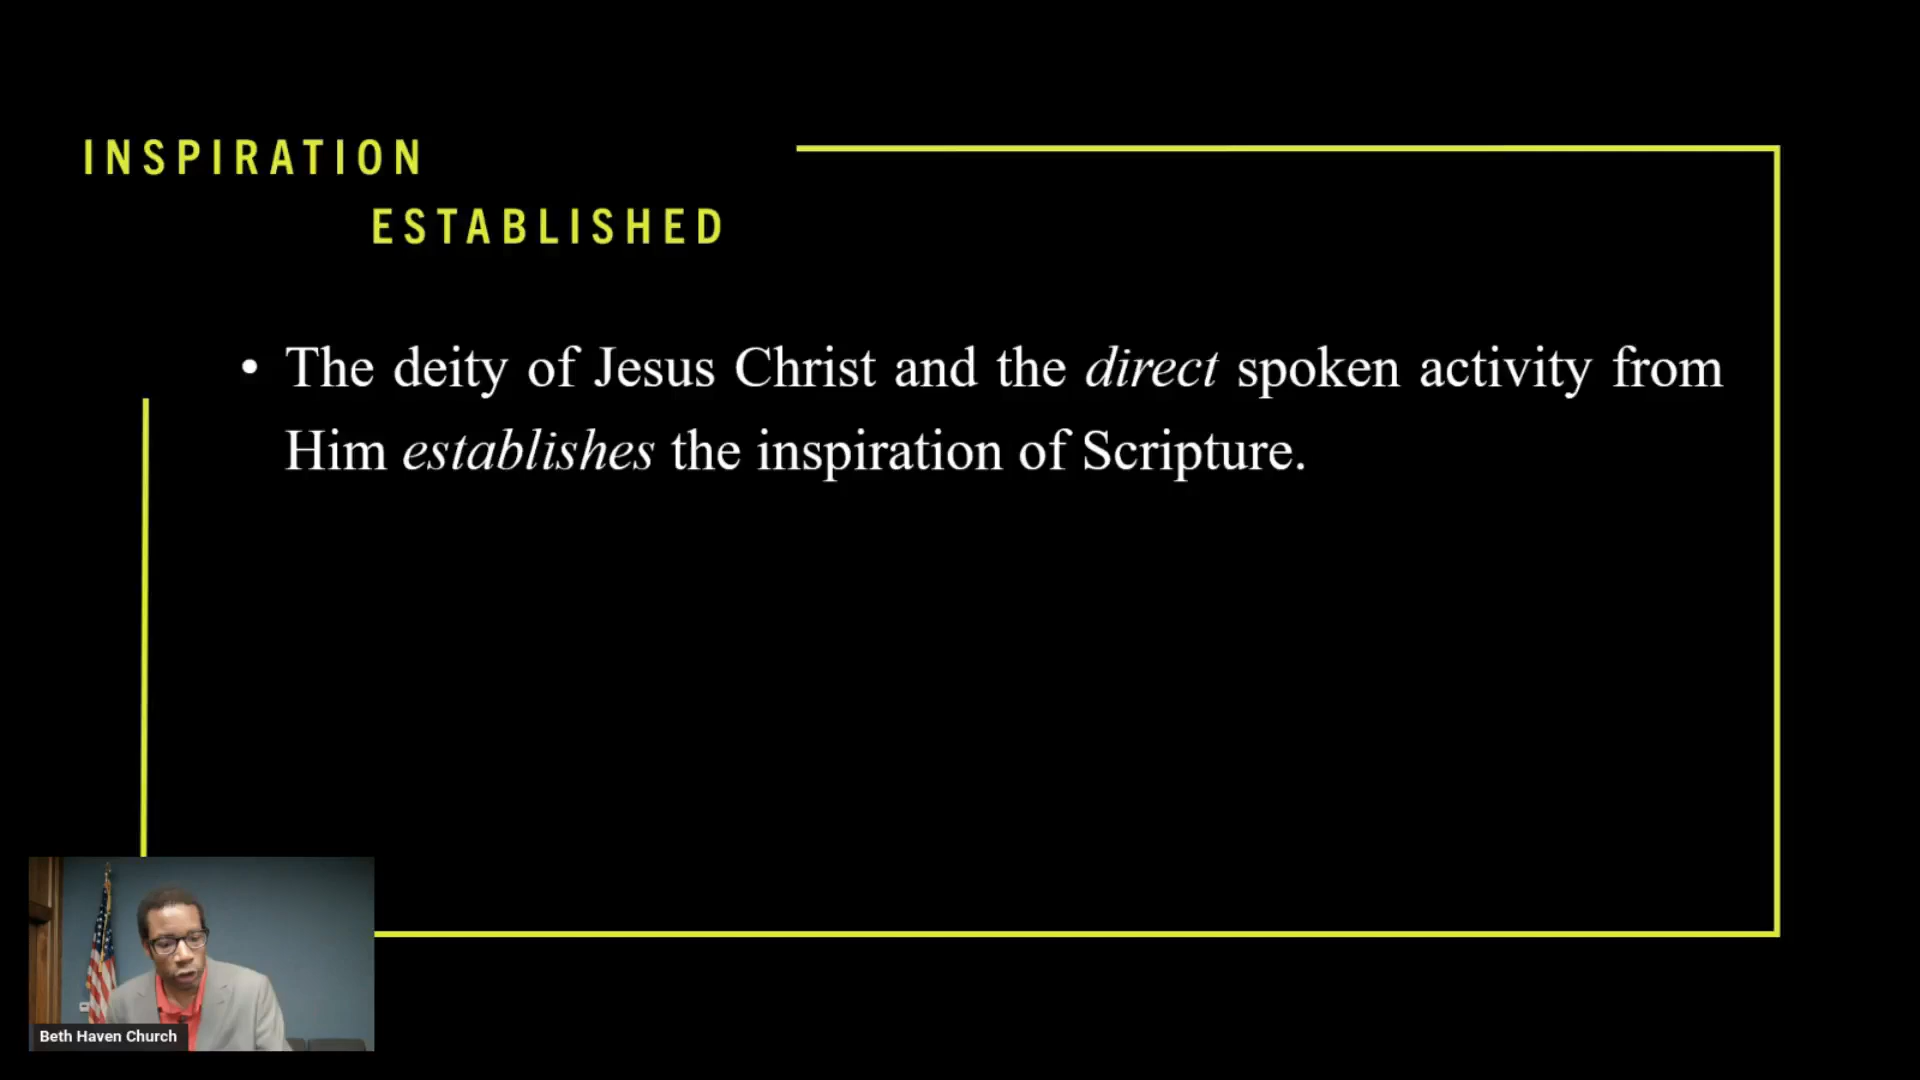 INSPIRATION
ESTABLISHED
• The deity of Jesus Christ and the direct spoken activity from
Him establishes the inspiration of Scripture.
Beth Haven Church